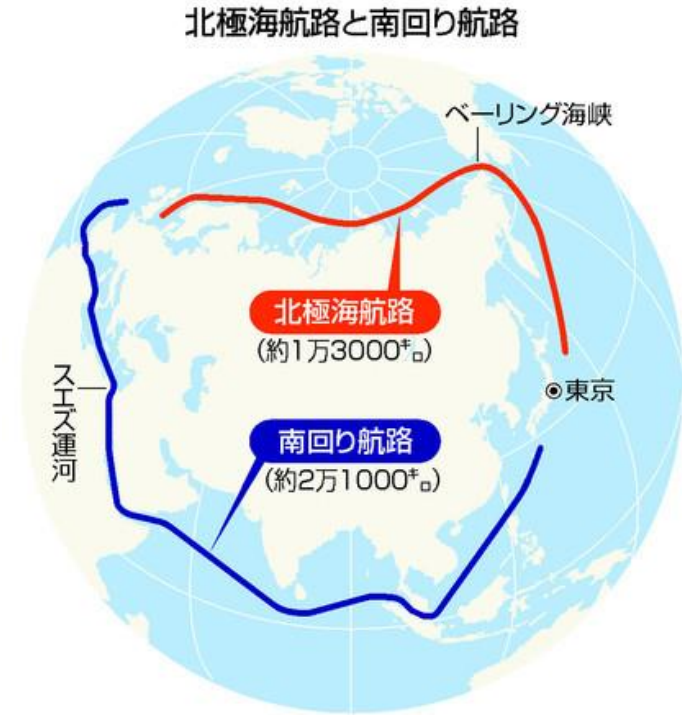 北極海航路と南回り航路
ベーリング海峡
北極海航路
(約1万3000㌔)
スエズ運河
◉東京
南回り航路
(約2万1000㌔)